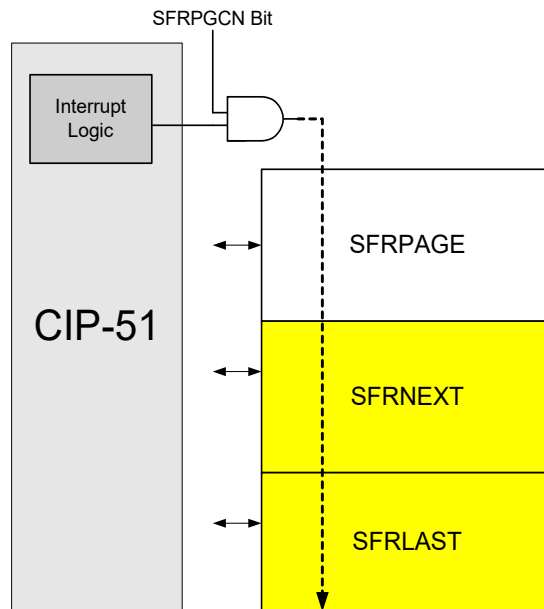 SFRPGCN Bit
Interrupt
Logic
SFRPAGE
CIP-51
SFRNEXT
SFRLAST